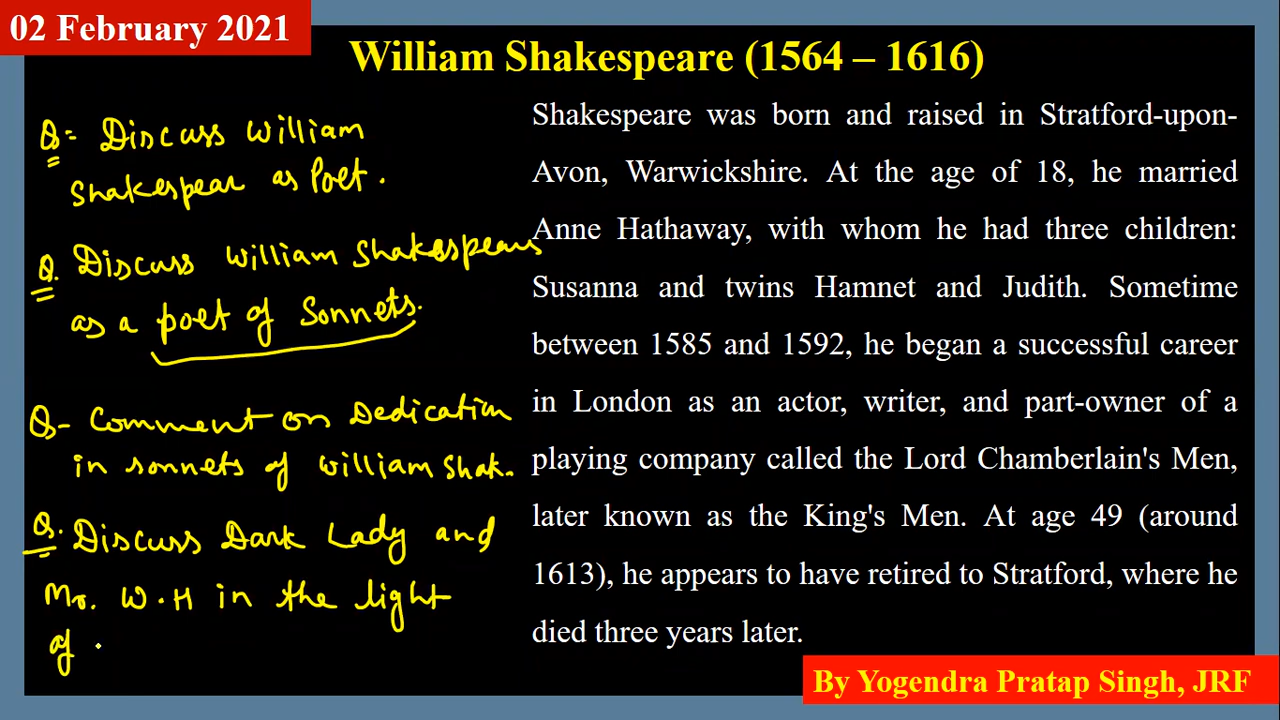 02 February 2021
William Shakespeare (1564 – 1616)
Q= Discuss William
Shakespear as Poet.
Q. Discuss William Shakespeare
as a poet of Sonnets.
Q- Comment on Dedication
in sonnets of William Shak.
Q. Discuss Dark Lady and
Mr. W.H in the light
of .
Shakespeare was born and raised in Stratford-upon-
Avon, Warwickshire. At the age of 18, he married
Anne Hathaway, with whom he had three children:
Susanna and twins Hamnet and Judith. Sometime
between 1585 and 1592, he began a successful career
in London as an actor, writer, and part-owner of a
playing company called the Lord Chamberlain's Men,
later known as the King's Men. At age 49 (around
1613), he appears to have retired to Stratford, where he
died three years later.
By Yogendra Pratap Singh, JRF